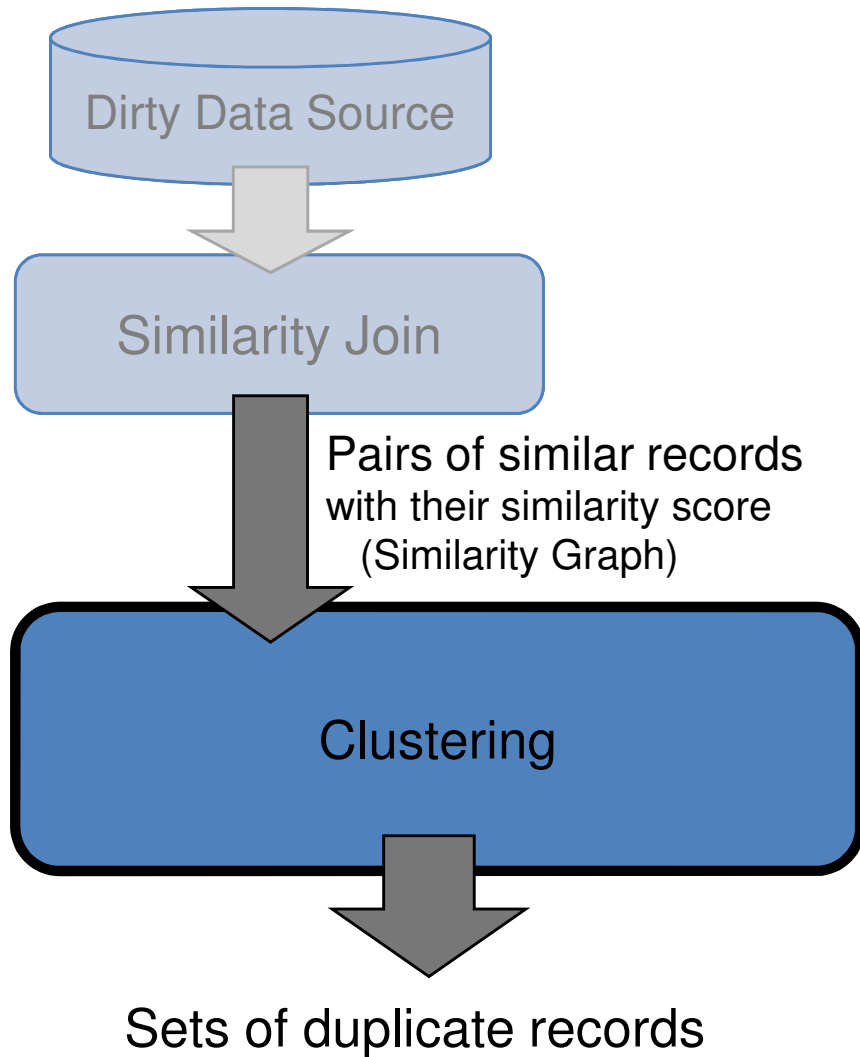 Dirty Data Source
Similarity Join
Pairs of similar records
with their similarity score
(Similarity Graph)
Clustering
Sets of duplicate records